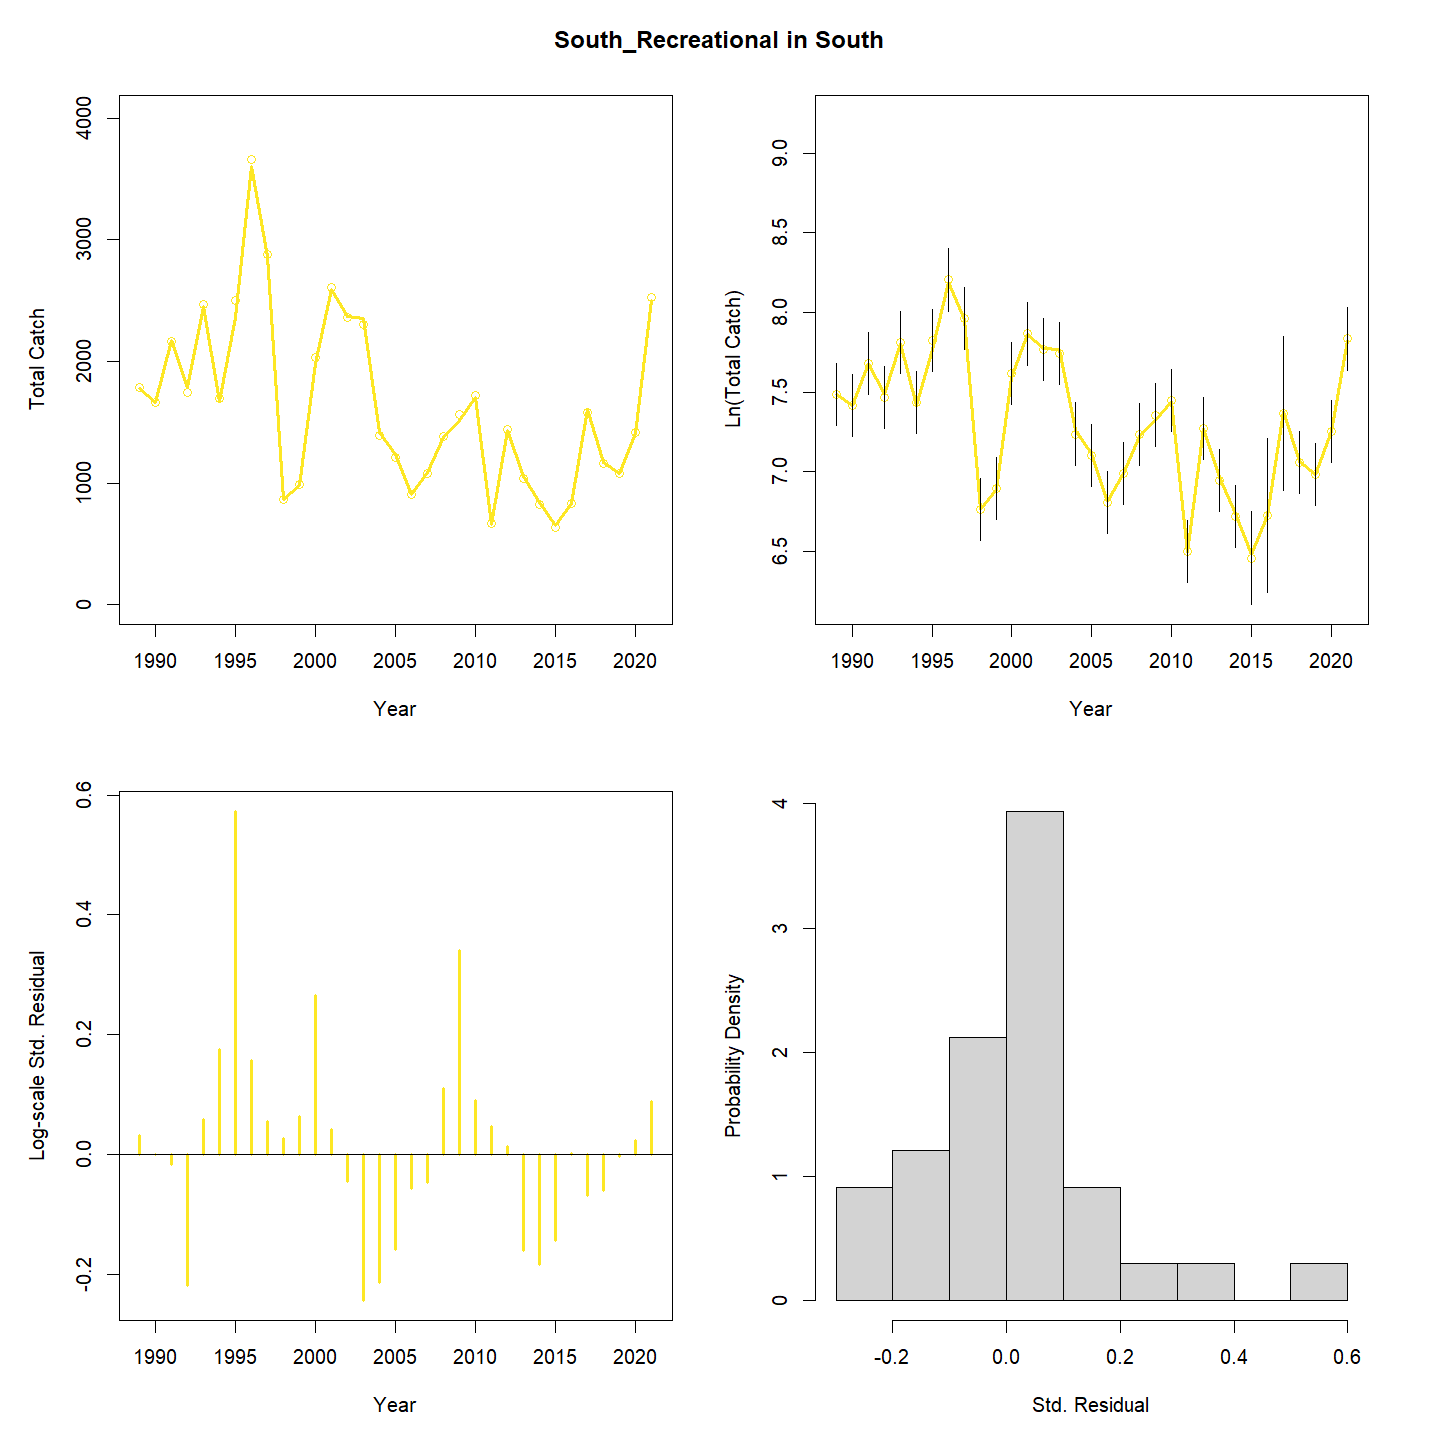 South_Recreational in South
Total Catch
4000
3000
2000
1000
0
1990 1995 2000 2005 2010 2015 2020
Year
Ln(Total Catch)
9.0
8.5
8.0
7.5
7.0
6.5
1990 1995 2000 2005 2010 2015 2020
Year
Log-scale Std. Residual
0.6
0.4
0.2
0.0
-0.2
1990 1995 2000 2005 2010 2015 2020
Year
Probability Density
4
3
2
1
0
-0.2 0.0 0.2 0.4 0.6
Std. Residual